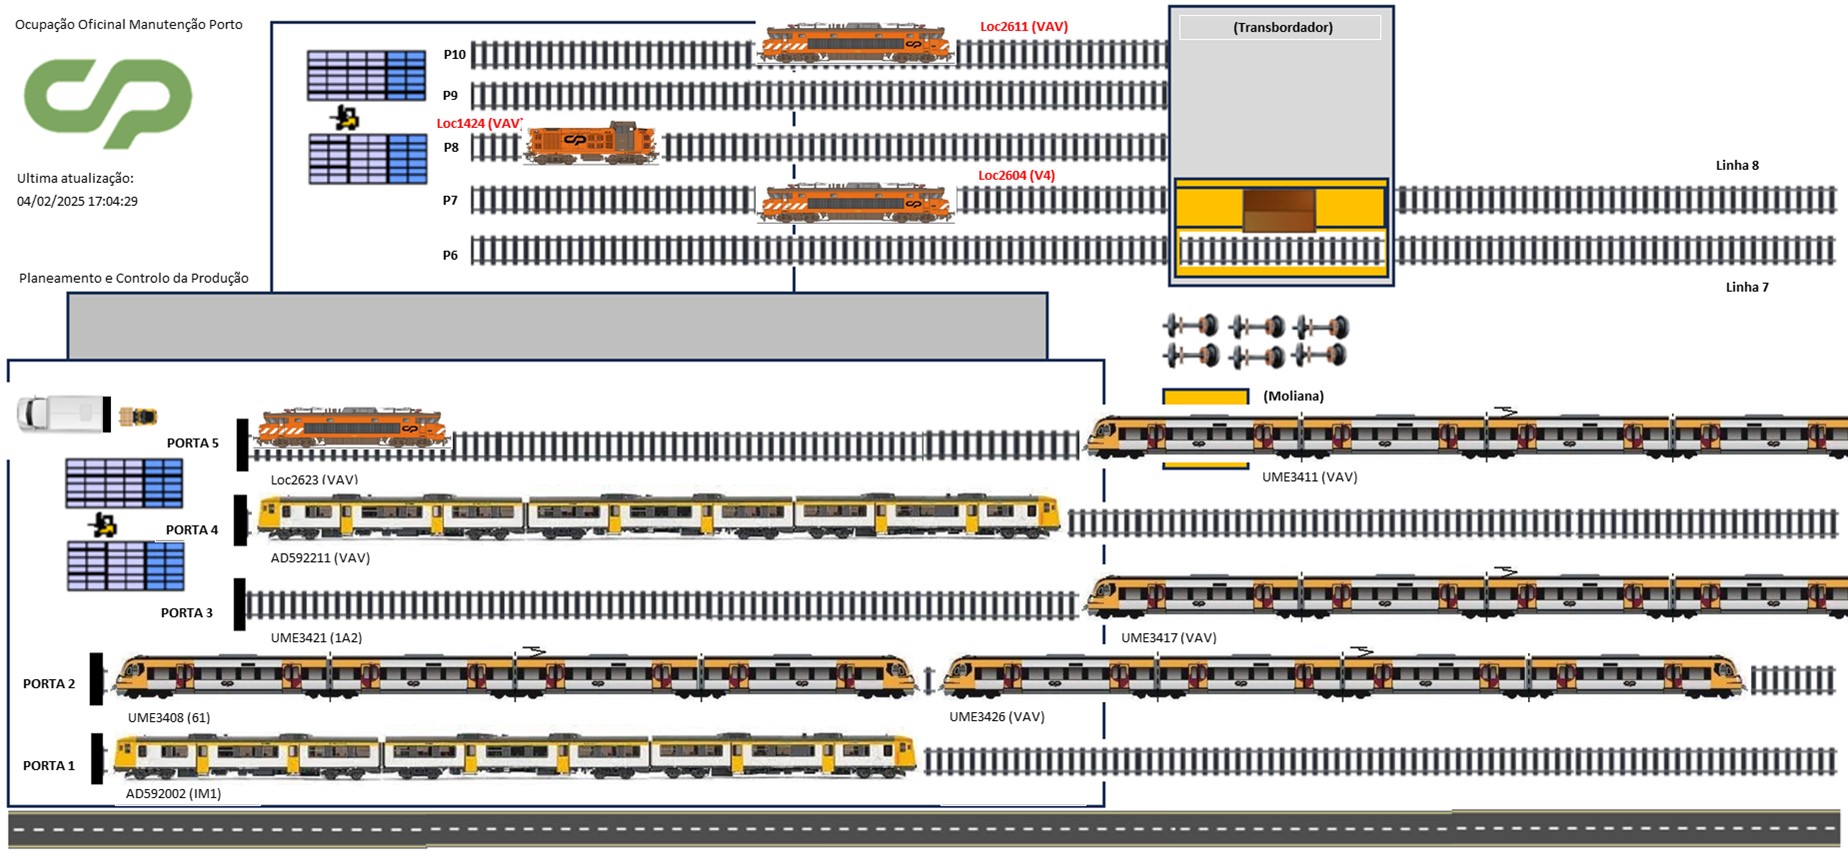 Ocupação Oficinal Manutenção Porto
Ultima atualização:
04/02/2025 17:04:29
Planeamento e Controlo da Produção
Loc2611 (VAV)
P10
P9
Loc1424 (VAV)
P8
Loc2604 (V4)
P7
P6
(Transbordador)
Linha 8
Linha 7
(Moliana)
PORTA 5
Loc2623 (VAV)
UME3411 (VAV)
PORTA 4
AD592211 (VAV)
PORTA 3
UME3421 (1A2)
UME3417 (VAV)
PORTA 2
UME3408 (61)
UME3426 (VAV)
PORTA 1
AD592002 (IM1)